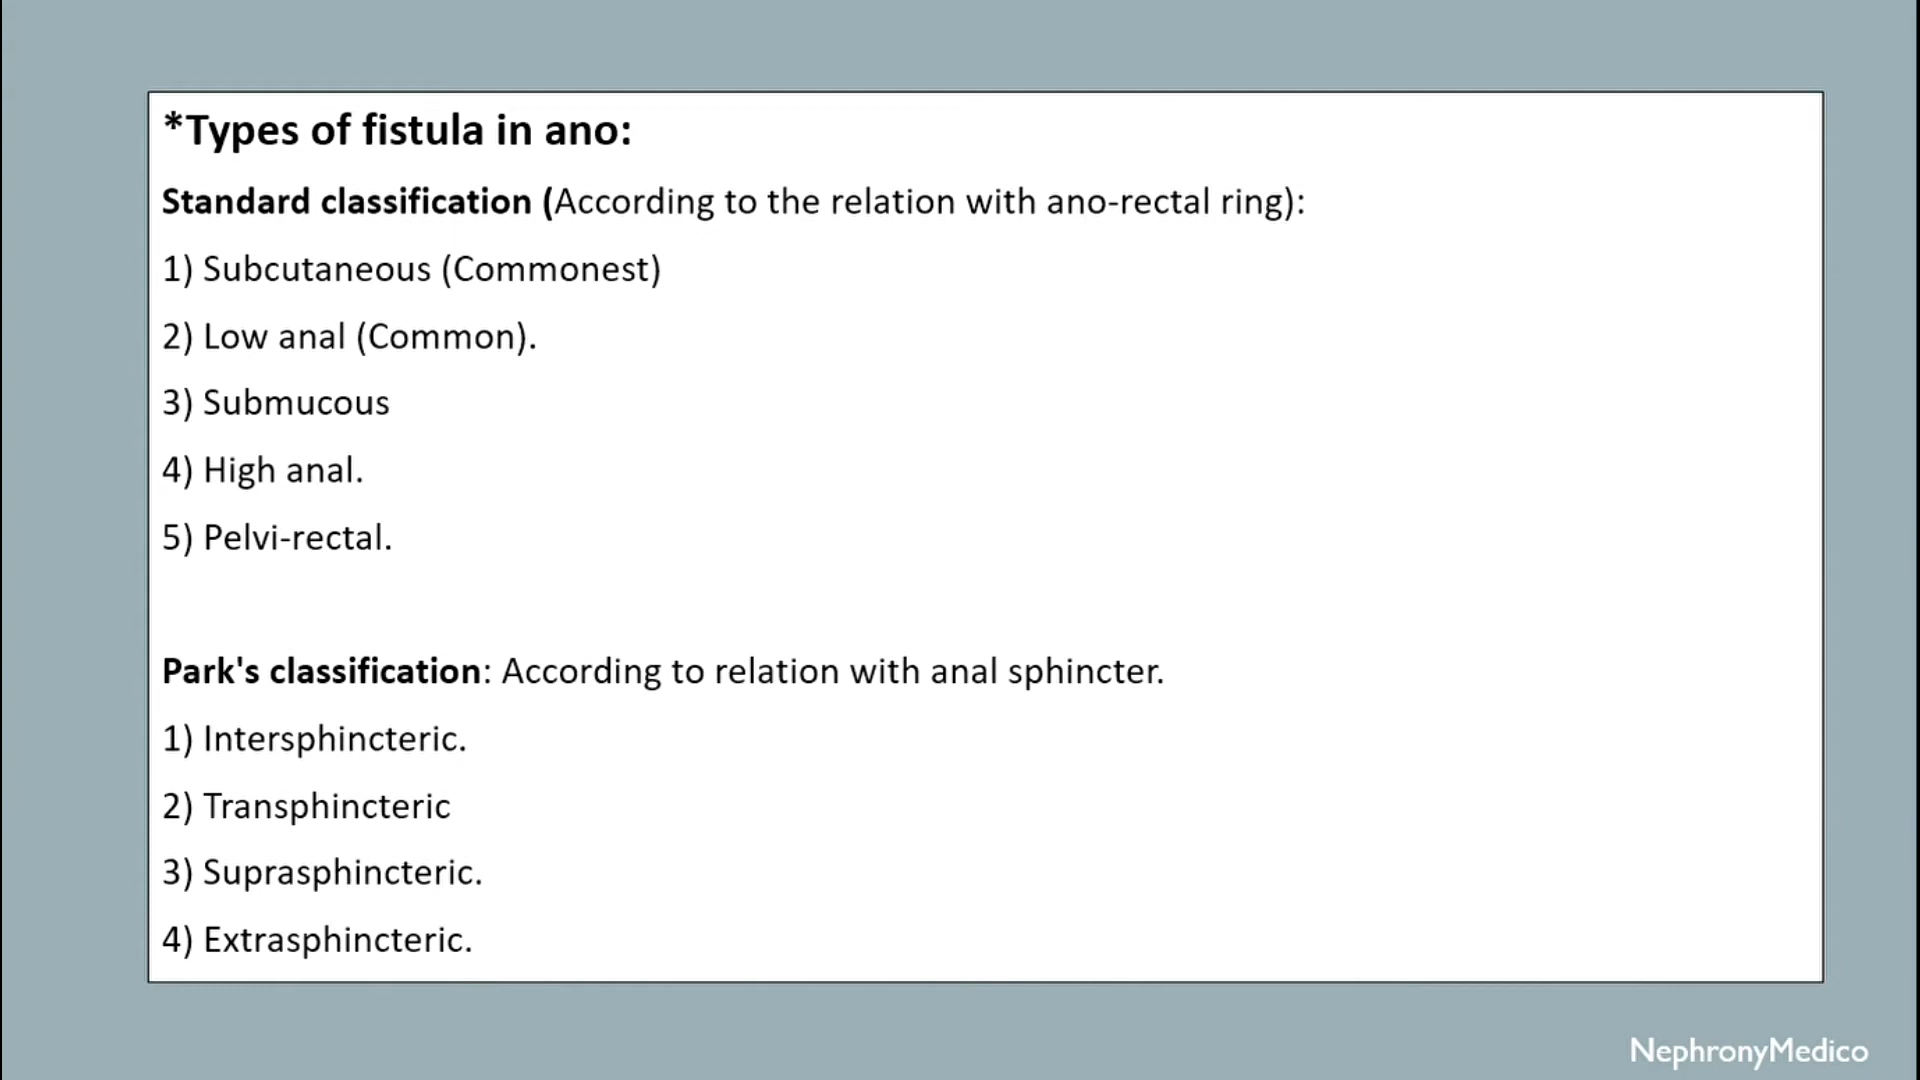 *Types of fistula in ano:
Standard classification (According to the relation with ano-rectal ring):
1) Subcutaneous (Commonest)
2) Low anal (Common).
3) Submucous
4) High anal.
5) Pelvi-rectal.
Park's classification: According to relation with anal sphincter.
1) Intersphincteric.
2) Transphincteric
3) Suprasphincteric.
4) Extrasphincteric.
NephronyMedico